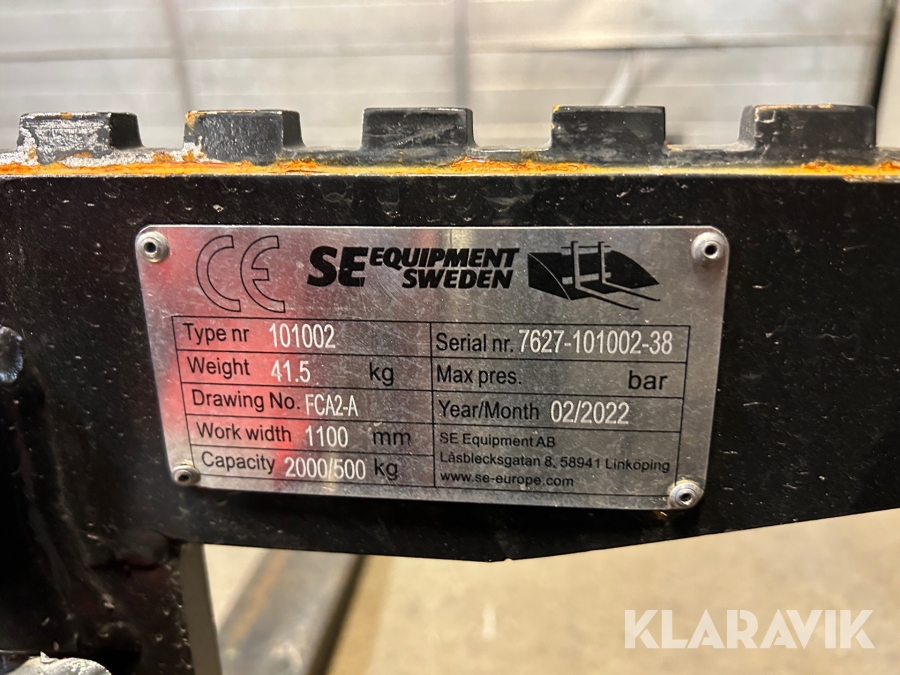 CE SE EQUIPMENT
SWEDEN
Type nr 101002
Weight 41.5 kg
Drawing No. FCA2-A
Work width 1100 mm
Capacity 2000/500 kg
Serial nr. 7627-101002-38
Max pres. bar
Year/Month 02/2022
SE Equipment AB
Låsblecksgatan 8, 58941 Linköping
www.se-europe.com
KLARAVIK